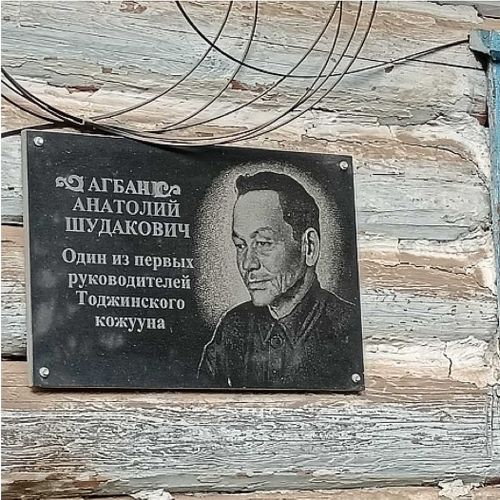 АГБАН
АНАТОЛИЙ
ШУДАКОВИЧ
Один из первых
руководителей
Тоджинского
кожууна